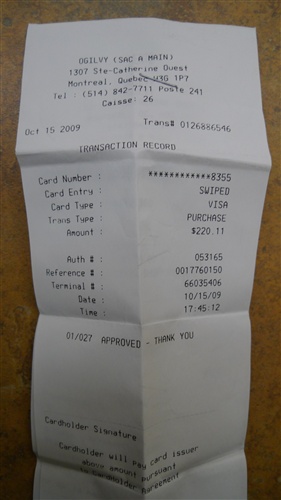 OGILVY (SAC A MAIN)
1307 Ste-Catherine Ouest
Montreal, Quebec H3G 1P7
Tel : (514) 842-7711 Poste 241
Caisse: 26
Oct 15 2009 Trans# 0126886546
TRANSACTION RECORD
Card Number : ************8355
Card Entry : SWIPED
Card Type : VISA
Trans Type : PURCHASE
Amount : $220.11
Auth # : 053165
Reference # : 0017760150
Terminal # : 66035406
Date : 10/15/09
Time : 17:45:12
01/027 APPROVED - THANK YOU
Cardholder Signature
Cardholder will pay card issuer
above amount pursuant
to Cardholder Agreement